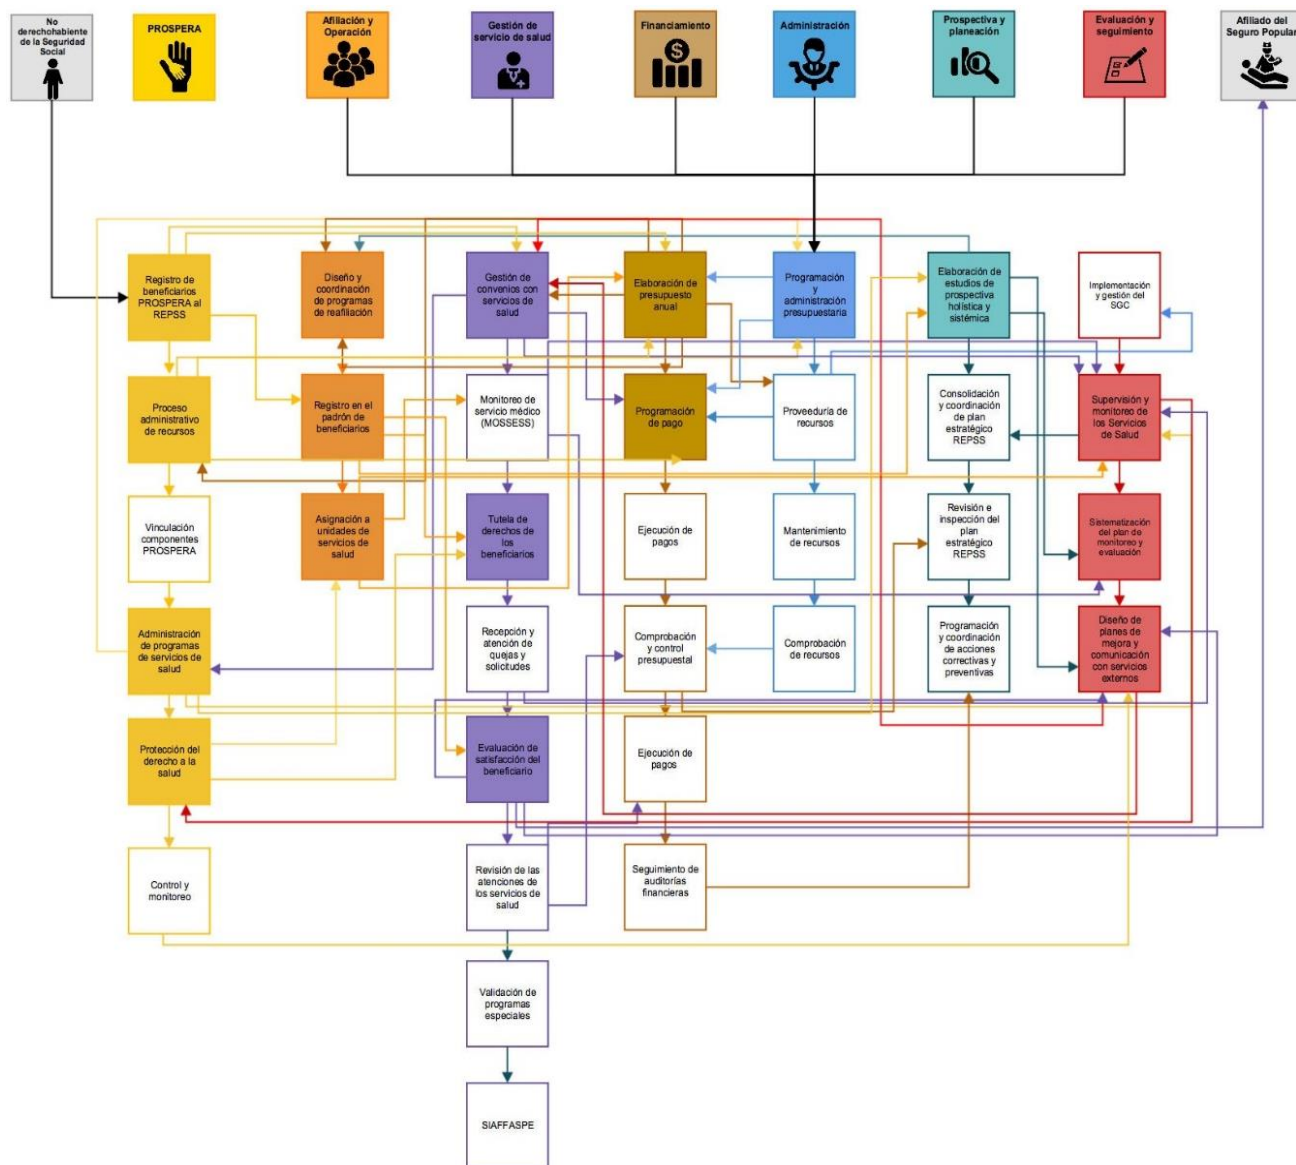 No
derechohabiente
de la Seguridad
Social
PROSPERA
Afiliación y
Operación
Gestión de
servicio de salud
Financiamiento
Administración
Prospectiva y
planeación
Evaluación y
seguimiento
Afiliado del
Seguro Popular
Registro de
beneficiarios
PROSPERA al
REPSS
Diseño y
coordinación
de programas
de reafiliación
Gestión de
convenios con
servicios de
salud
Elaboración de
presupuesto
anual
Programación
y
administración
presupuestaria
Elaboración de
estudios de
prospectiva
holística y
sistémica
Implementación
y gestión del
SGC
Proceso
administrativo
de recursos
Registro en el
padrón de
beneficiarios
Monitoreo de
servicio médico
(MOSSESS)
Programación
de pago
Proveeduría de
recursos
Consolidación
y coordinación
de plan
estratégico
REPSS
Supervisión y
monitoreo de
los Servicios
de Salud
Vinculación
componentes
PROSPERA
Asignación a
unidades de
servicios de
salud
Tutela de
derechos de
los
beneficiarios
Ejecución de
pagos
Mantenimiento
de recursos
Revisión e
inspección del
plan
estratégico
REPSS
Sistematización
del plan de
monitoreo y
evaluación
Administración
de programas
de servicios de
salud
Recepción y
atención de
quejas y
solicitudes
Comprobación
y control
presupuestal
Comprobación
de recursos
Programación
y coordinación
de acciones
correctivas y
preventivas
Diseño de
planes de
mejora y
comunicación
con servicios
externos
Protección del
derecho a la
salud
Evaluación de
satisfacción del
beneficiario
Ejecución de
pagos
Control y
monitoreo
Revisión de las
atenciones de
los servicios de
salud
Seguimiento de
auditorías
financieras
Validación de
programas
especiales
SIAFFASPE